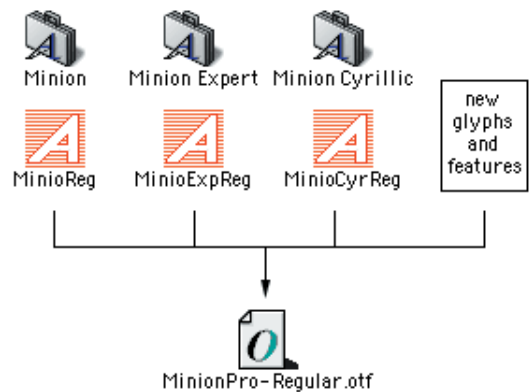 Minion
Minion Expert
Minion Cyrillic
MinioReg
MinioExpReg
MinioCyrReg
new
glyphs
and
features
MinionPro-Regular.otf